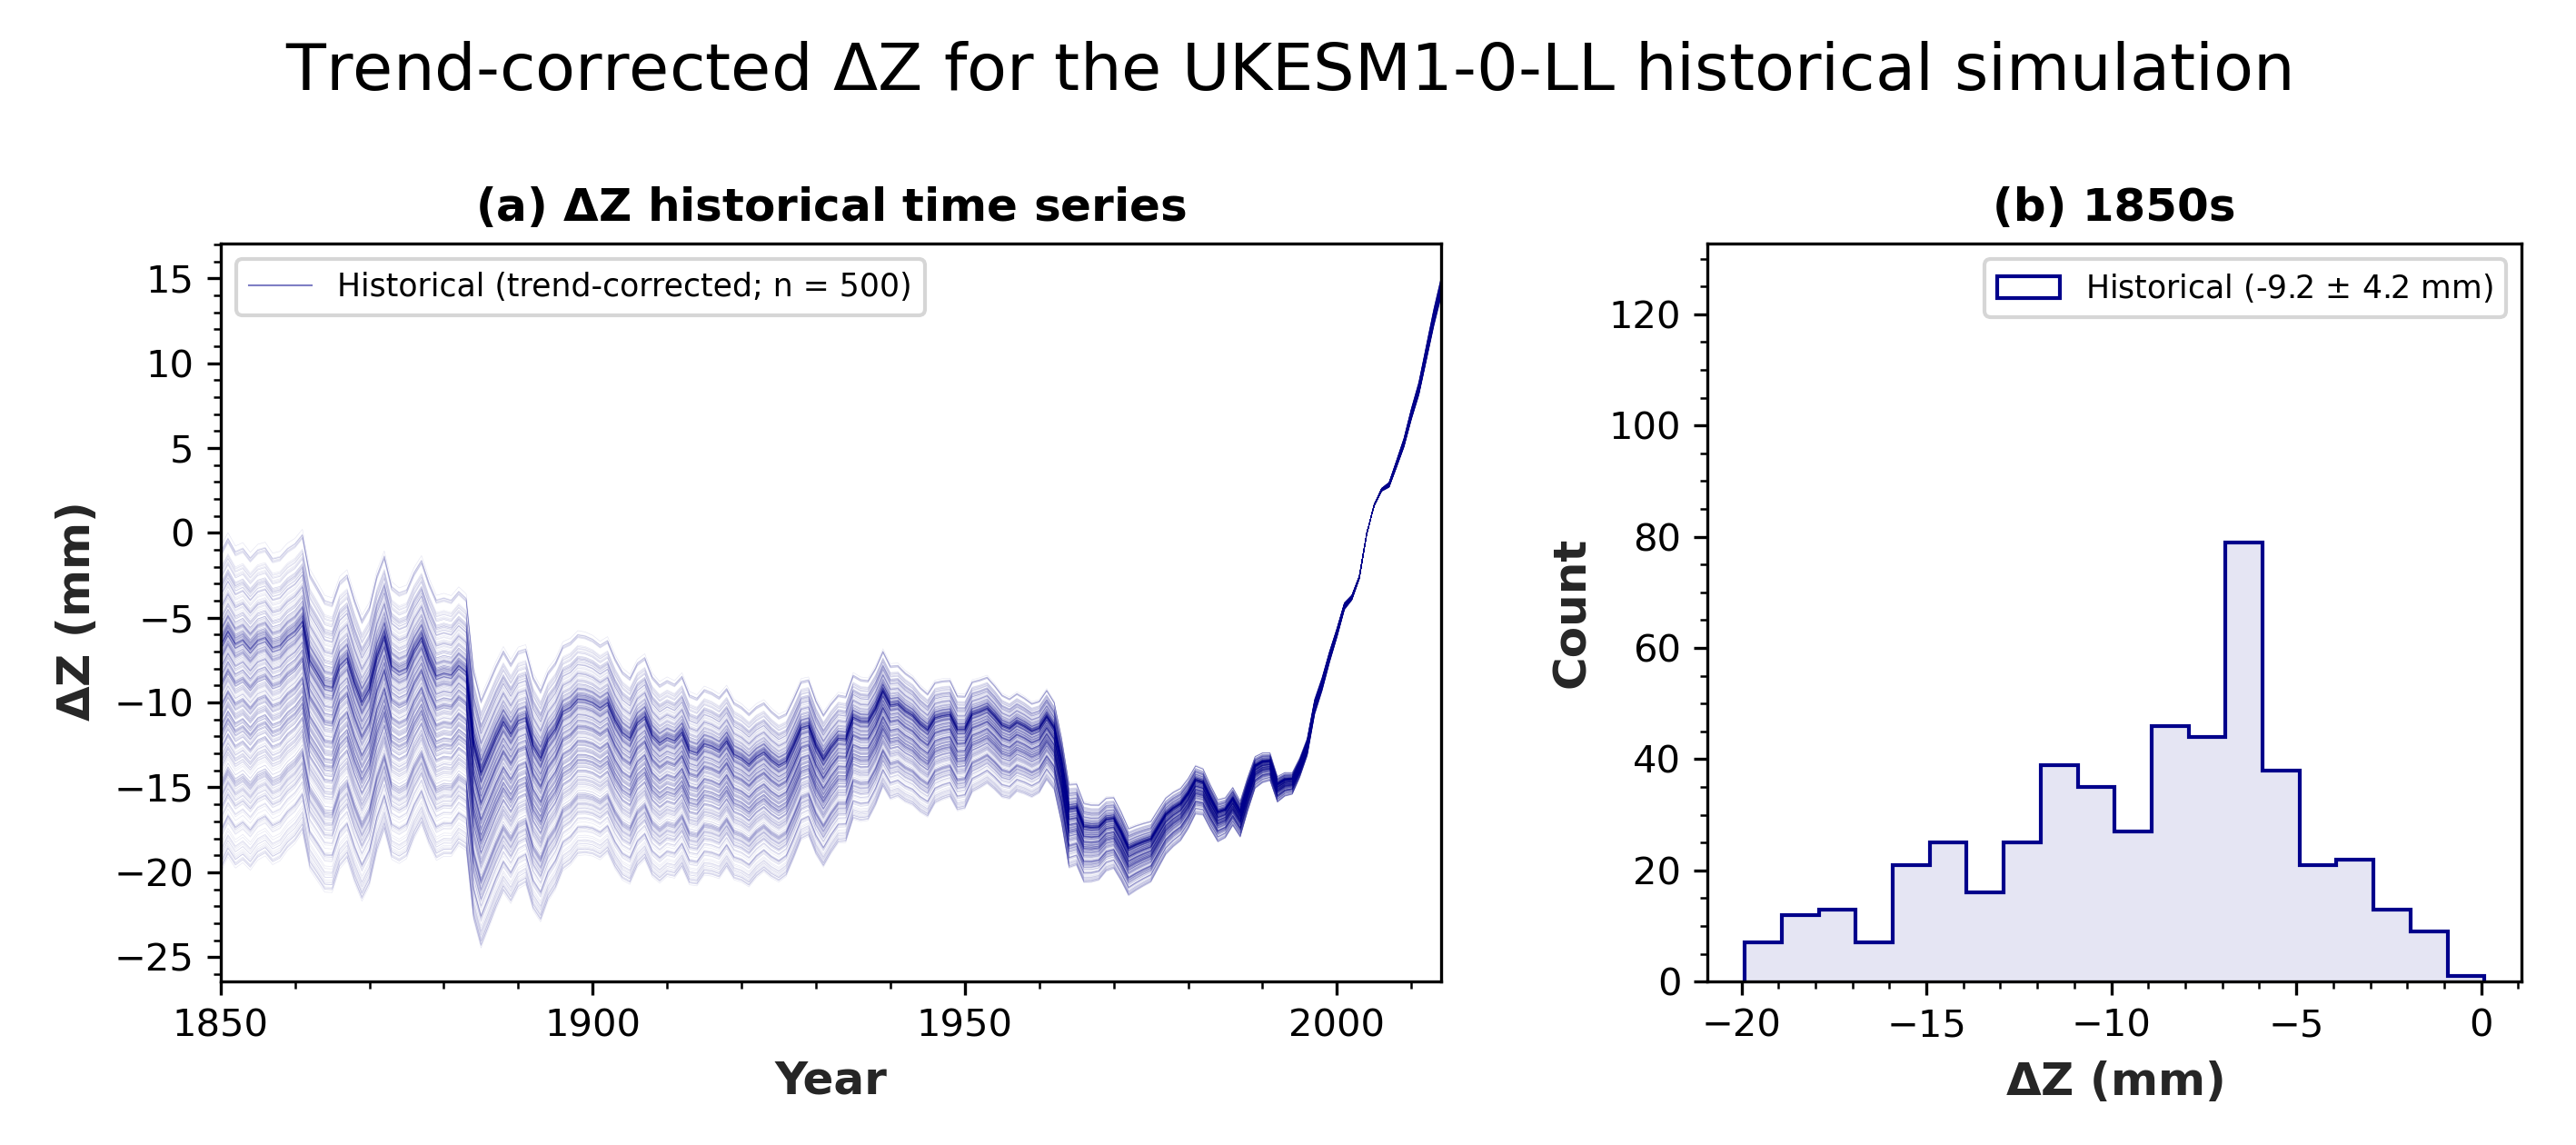 Trend-corrected ΔZ for the UKESM1-0-LL historical simulation
(a) ΔZ historical time series
Historical (trend-corrected; n = 500)
ΔZ (mm)
15
10
5
0
−5
−10
−15
−20
−25
1850 1900 1950 2000
Year
(b) 1850s
Historical (-9.2 ± 4.2 mm)
Count
120
100
80
60
40
20
0
−20 −15 −10 −5 0
ΔZ (mm)